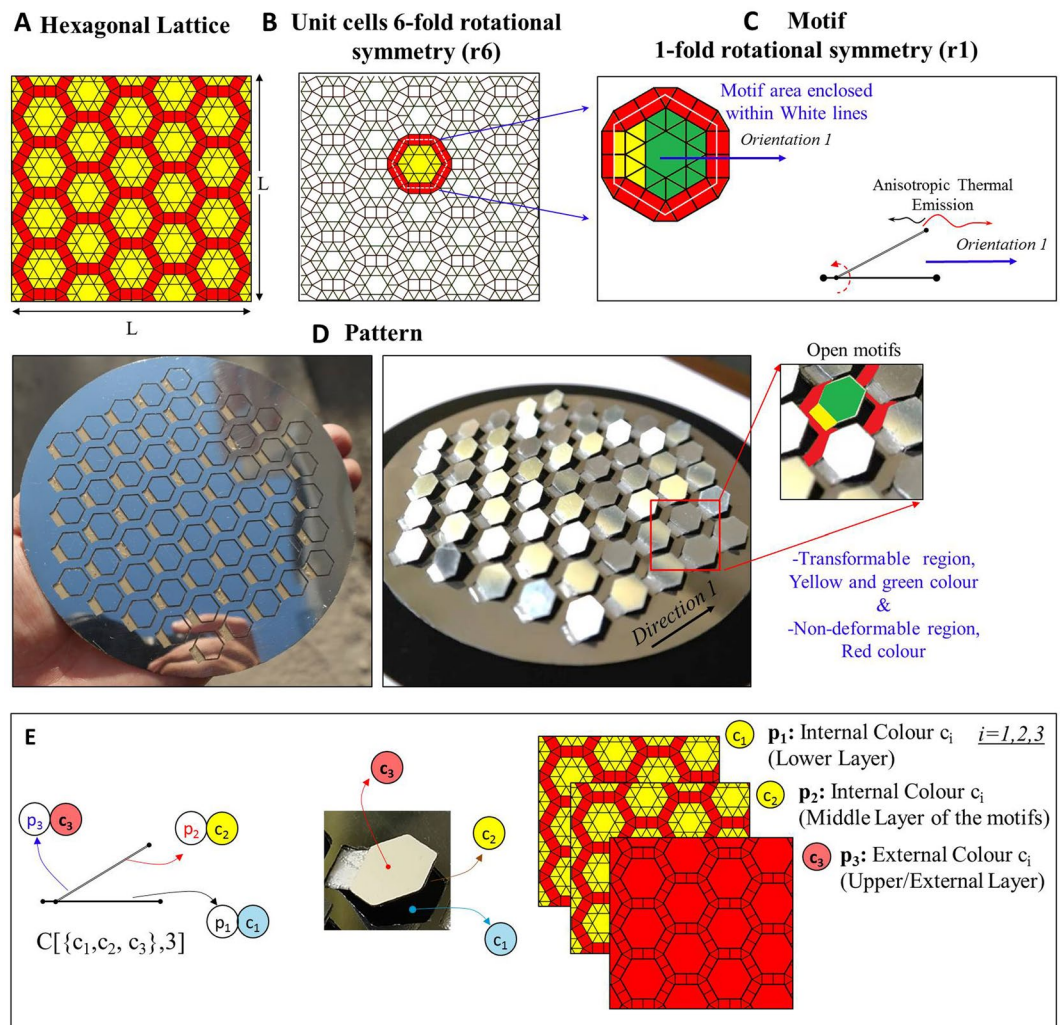 A Hexagonal Lattice
L
L
B Unit cells 6-fold rotational
symmetry (r6)
C Motif
1-fold rotational symmetry (r1)
Motif area enclosed
within White lines
Orientation 1
Anisotropic Thermal
Emission
Orientation 1
D Pattern
Direction 1
Open motifs
-Transformable region,
Yellow and green colour
&
-Non-deformable region,
Red colour
E
p₃ c₃
p₂ c₂
p₁ c₁
C[{c₁,c₂, c₃},3]
c₃
c₂
c₁
c₁ p₁: Internal Colour cᵢ i=1,2,3
(Lower Layer)
c₂ p₂: Internal Colour cᵢ
(Middle Layer of the motifs)
c₃ p₃: External Colour cᵢ
(Upper/External Layer)